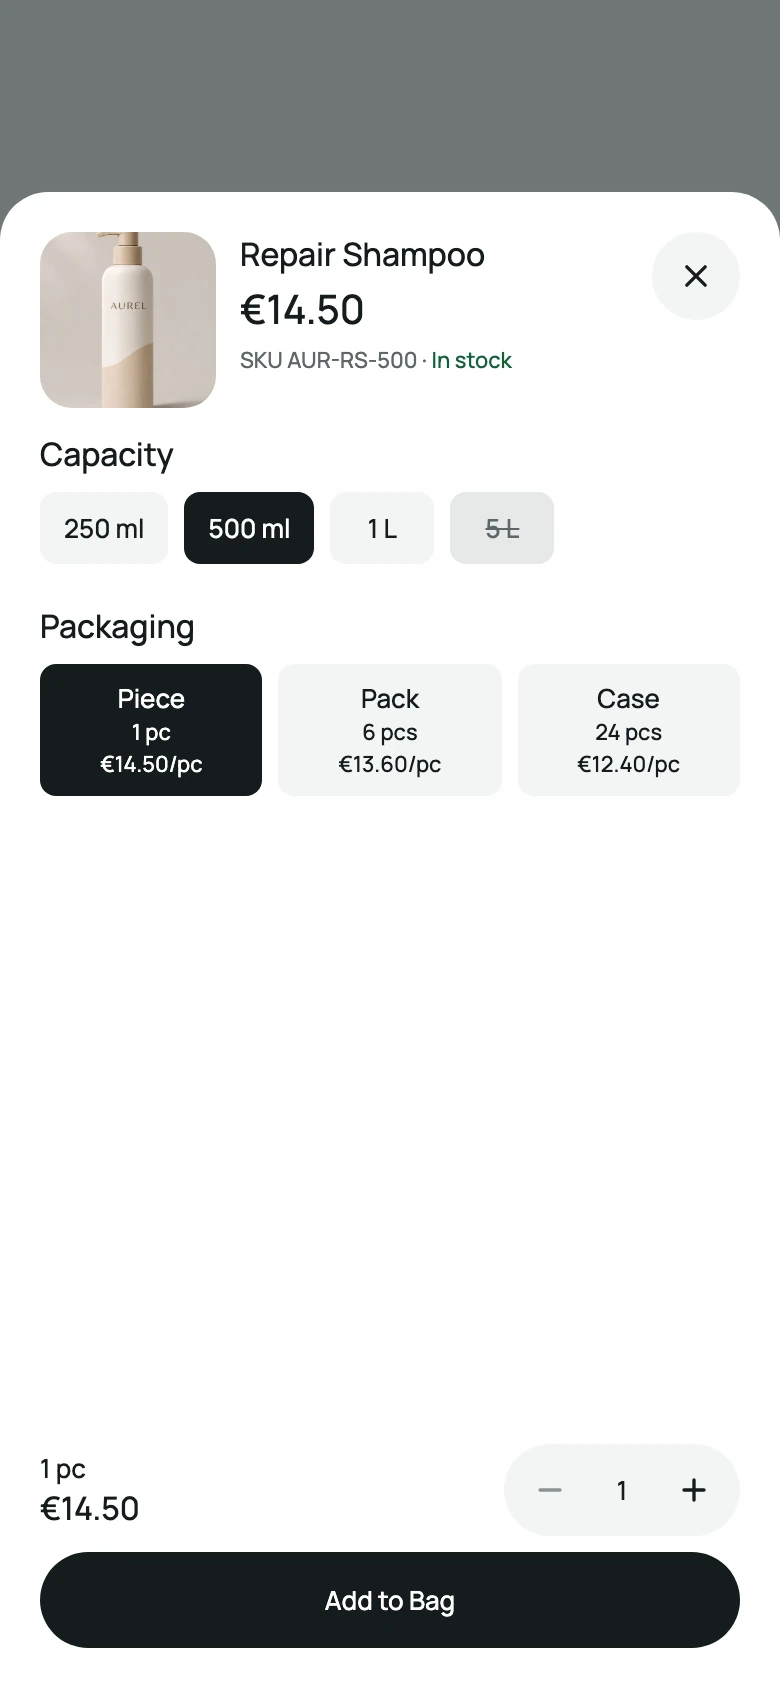 AUREL
Repair Shampoo
€14.50
SKU AUR-RS-500 · In stock
Capacity
250 ml
500 ml
1 L
5 L
Packaging
Piece
1 pc
€14.50/pc
Pack
6 pcs
€13.60/pc
Case
24 pcs
€12.40/pc
1 pc
€14.50
1
Add to Bag